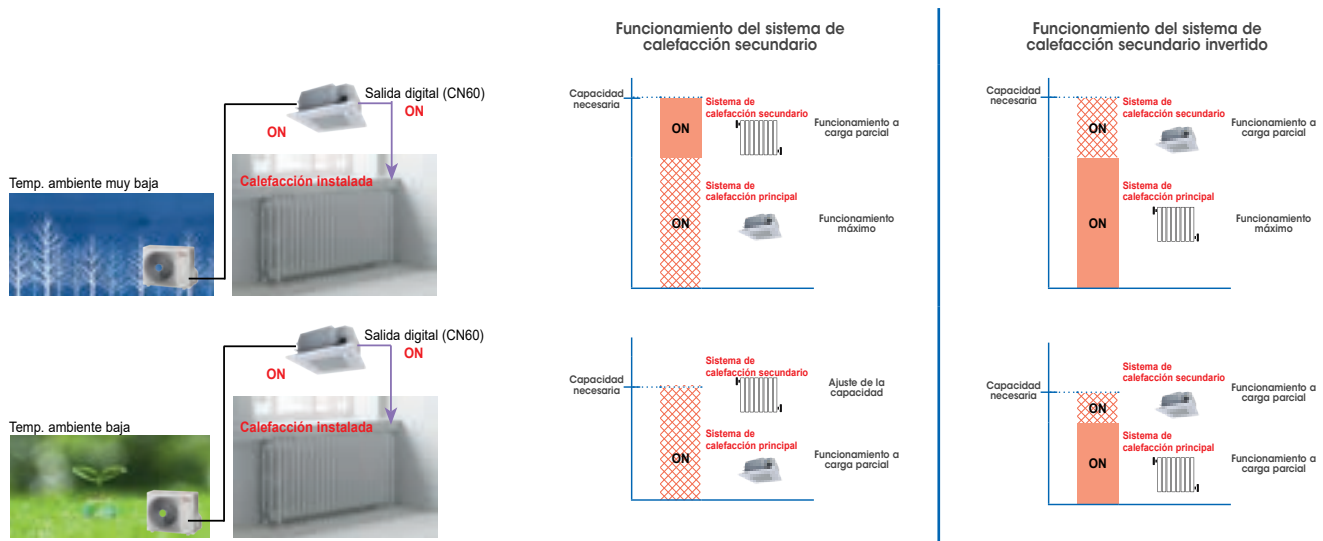 Funcionamiento del sistema de
calefacción secundario
Funcionamiento del sistema de
calefacción secundario invertido
Salida digital (CN60)
ON
ON
Calefacción instalada
Temp. ambiente muy baja
Capacidad
necesaria
ON
Sistema de
calefacción secundario
Funcionamiento a
carga parcial
ON
Sistema de
calefacción principal
Funcionamiento
máximo
Capacidad
necesaria
ON
Sistema de
calefacción secundario
Funcionamiento a
carga parcial
ON
Sistema de
calefacción principal
Funcionamiento
máximo
Salida digital (CN60)
ON
ON
Calefacción instalada
Temp. ambiente baja
Capacidad
necesaria
Sistema de
calefacción secundario
Ajuste de la
capacidad
ON
Sistema de
calefacción principal
Funcionamiento a
carga parcial
Capacidad
necesaria
ON
Sistema de
calefacción secundario
Funcionamiento a
carga parcial
ON
Sistema de
calefacción principal
Funcionamiento a
carga parcial